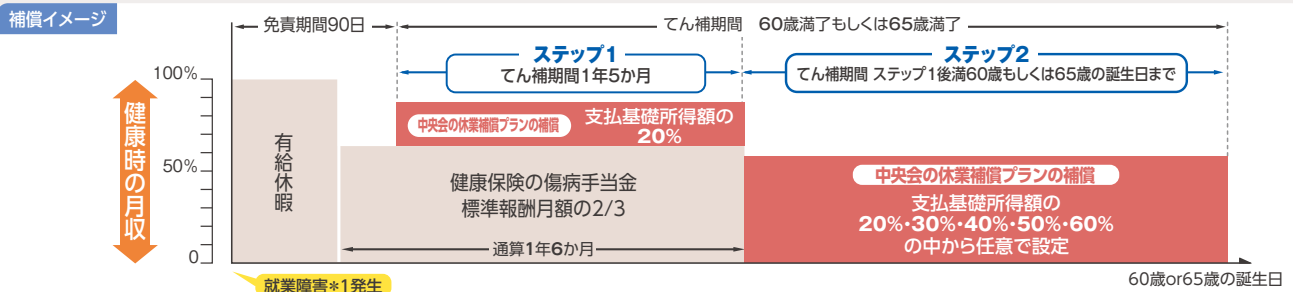 補償イメージ
免責期間90日
てん補期間 60歳満了もしくは65歳満了
ステップ1
てん補期間1年5か月
ステップ2
てん補期間 ステップ1後満60歳もしくは65歳の誕生日まで
健康時の月収
100%
50%
0
有給休暇
中央会の休業補償プランの補償
支払基礎所得額の
20%
健康保険の傷病手当金
標準報酬月額の2/3
通算1年6か月
中央会の休業補償プランの補償
支払基礎所得額の
20%・30%・40%・50%・60%
の中から任意で設定
就業障害*1発生
60歳or65歳の誕生日